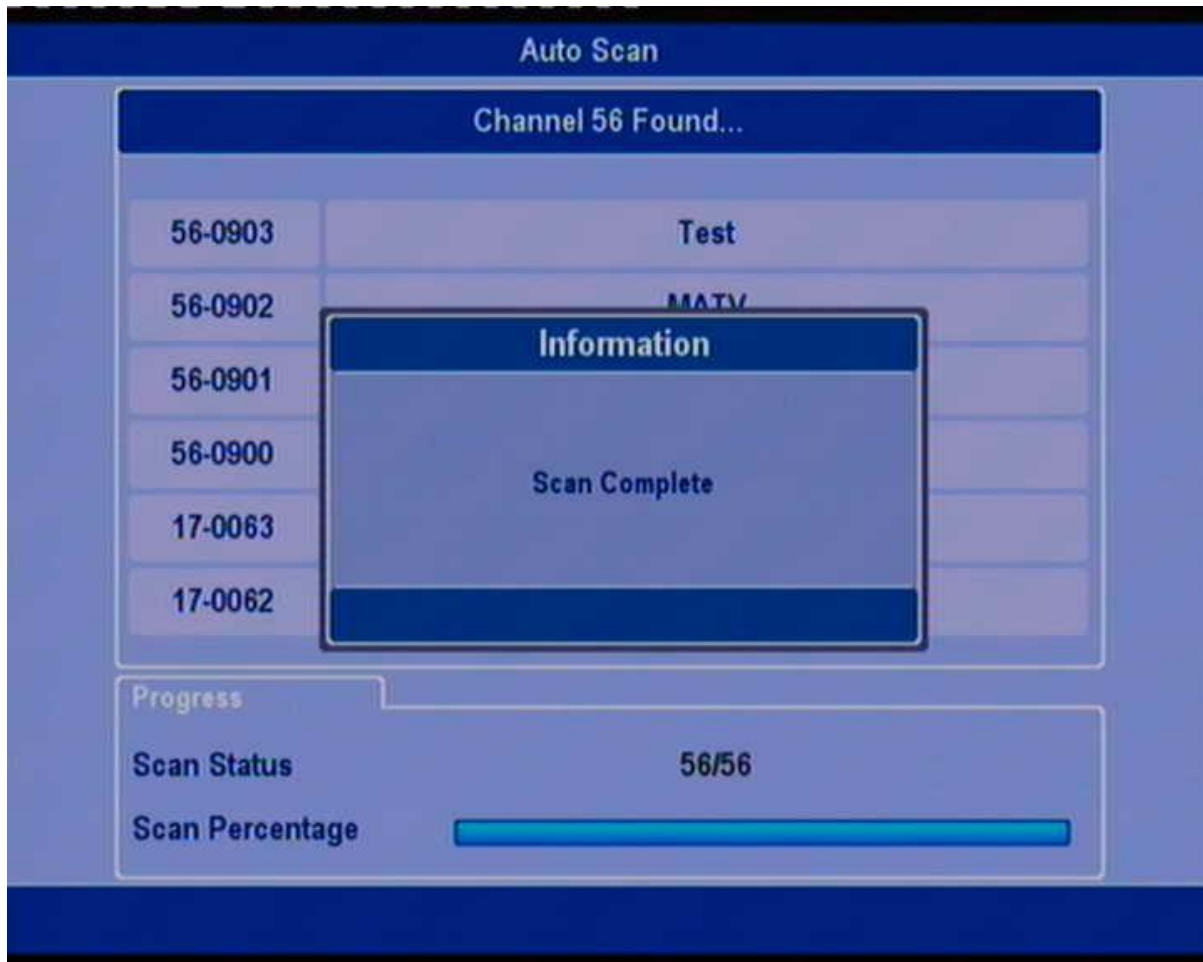 Auto Scan
Channel 56 Found...
56-0903 Test
56-0902 MATV
56-0901
56-0900
17-0063
17-0062
Information
Scan Complete
Progress
Scan Status 56/56
Scan Percentage